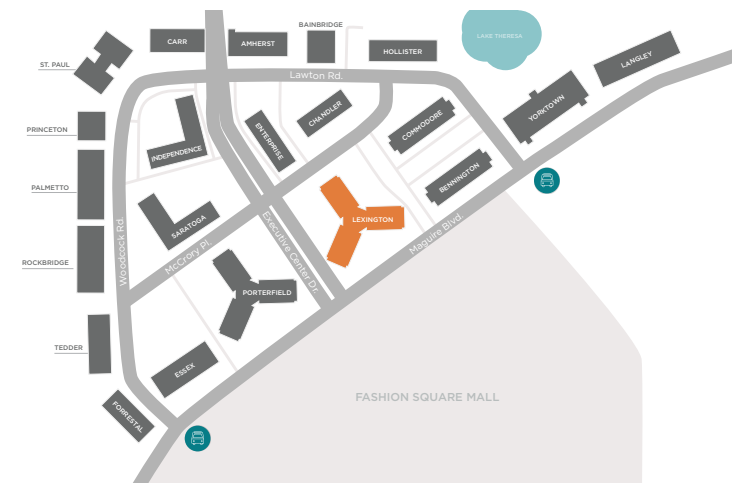 BAINBRIDGE
CARR
AMHERST
HOLLISTER
LAKE THERESA
LANGLEY
ST. PAUL
Lawton Rd.
YORKTOWN
PRINCETON
CHANDLER
COMMODORE
ENTERPRISE
INDEPENDENCE
PALMETTO
BENNINGTON
LEXINGTON
SARATOGA
Maguire Blvd.
Woodcock Rd.
McCrory Pl.
Executive Center Dr.
ROCKBRIDGE
PORTERFIELD
TEDDER
ESSEX
FASHION SQUARE MALL
FORRESTAL